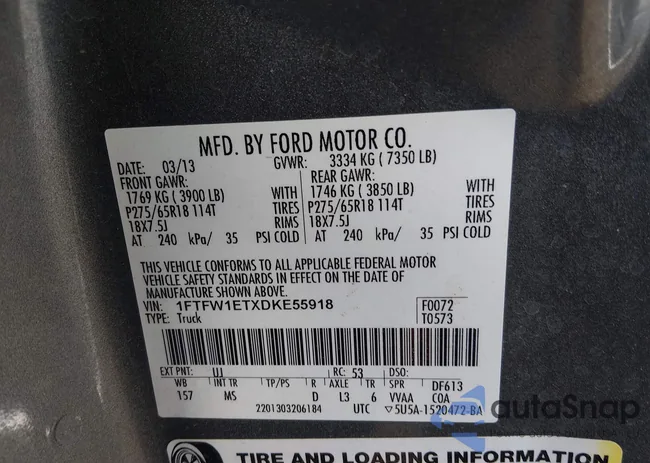 MFD. BY FORD MOTOR CO.
DATE: 03/13 GVWR: 3334 KG ( 7350 LB)
FRONT GAWR: REAR GAWR:
1769 KG ( 3900 LB) WITH 1746 KG ( 3850 LB) WITH
P275/65R18 114T TIRES P275/65R18 114T TIRES
18X7.5J RIMS 18X7.5J RIMS
AT 240 kPa/ 35 PSI COLD AT 240 kPa/ 35 PSI COLD
THIS VEHICLE CONFORMS TO ALL APPLICABLE FEDERAL MOTOR
VEHICLE SAFETY STANDARDS IN EFFECT ON THE DATE OF
MANUFACTURE SHOWN ABOVE.
VIN: 1FTFW1ETXDKE55918 F0072
TYPE: Truck T0573
EXT PNT: UJ RC: 53 DSO:
WB INT TR TP/PS R AXLE TR SPR DF613
157 MS D L3 6 VVAA COA
2201303206184 UTC ▽5U5A-1520472-BA
autoSnap
TIRE AND LOADING INFORMATION